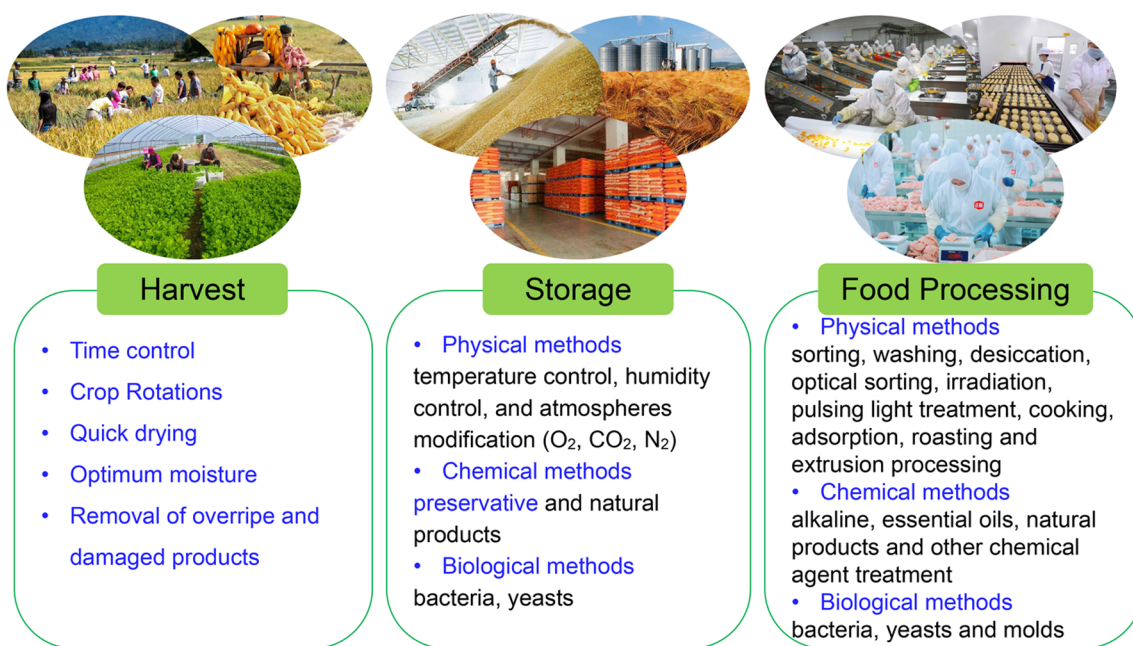 Harvest
• Time control
• Crop Rotations
• Quick drying
• Optimum moisture
• Removal of overripe and
damaged products
Storage
• Physical methods
temperature control, humidity
control, and atmospheres
modification (O₂, CO₂, N₂)
• Chemical methods
preservative and natural
products
• Biological methods
bacteria, yeasts
Food Processing
• Physical methods
sorting, washing, desiccation,
optical sorting, irradiation,
pulsing light treatment, cooking,
adsorption, roasting and
extrusion processing
• Chemical methods
alkaline, essential oils, natural
products and other chemical
agent treatment
• Biological methods
bacteria, yeasts and molds